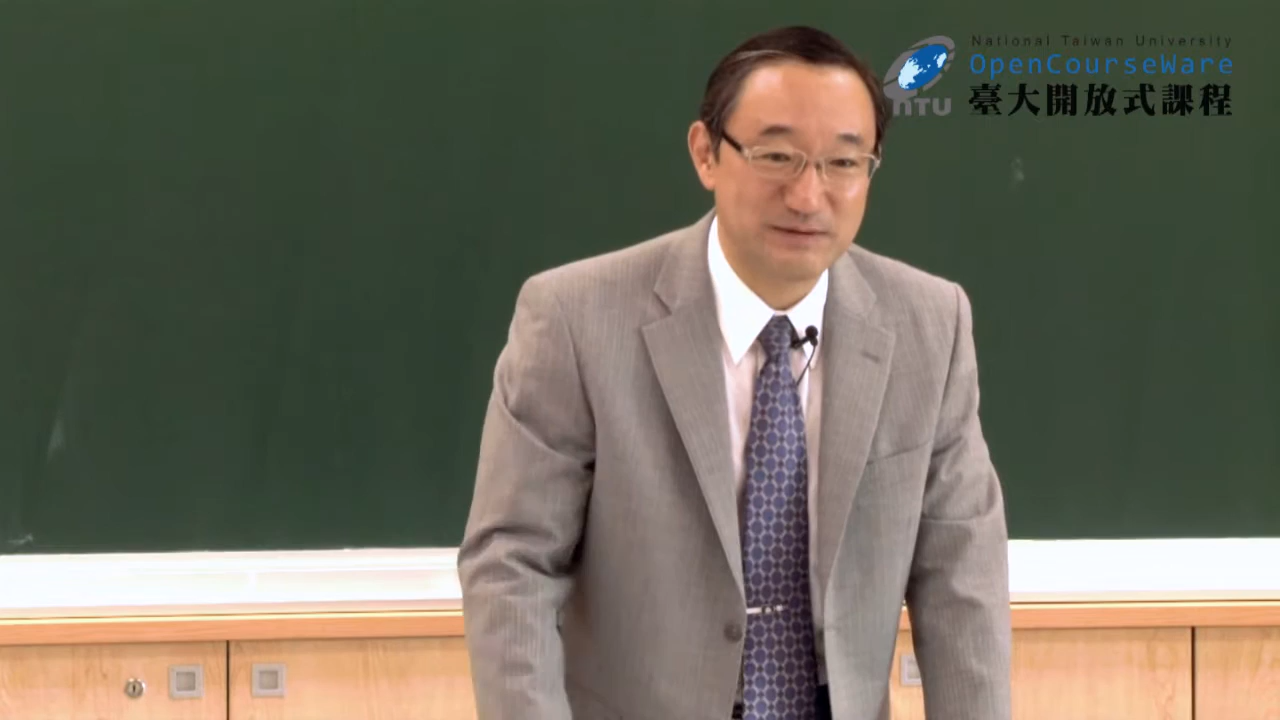 National Taiwan University
OpenCourseWare
NTU
臺大開放式課程